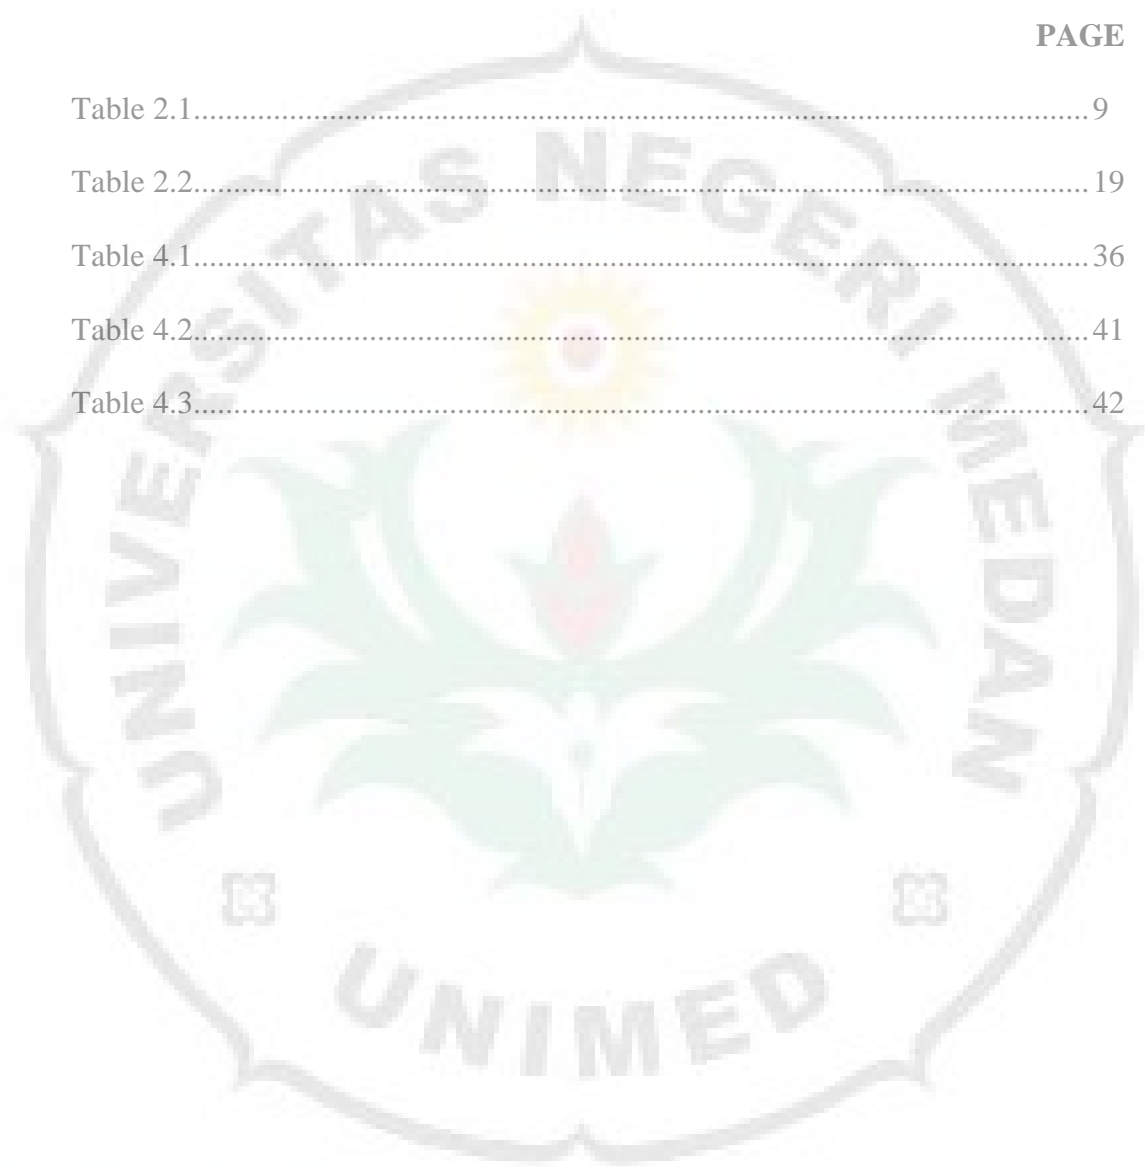 PAGE
Table 2.1........................................................................................................... 9
Table 2.2........................................................................................................... 19
Table 4.1........................................................................................................... 36
Table 4.2........................................................................................................... 41
Table 4.3........................................................................................................... 42
UNIVERSITAS NEGERI MEDAN
UNIMED